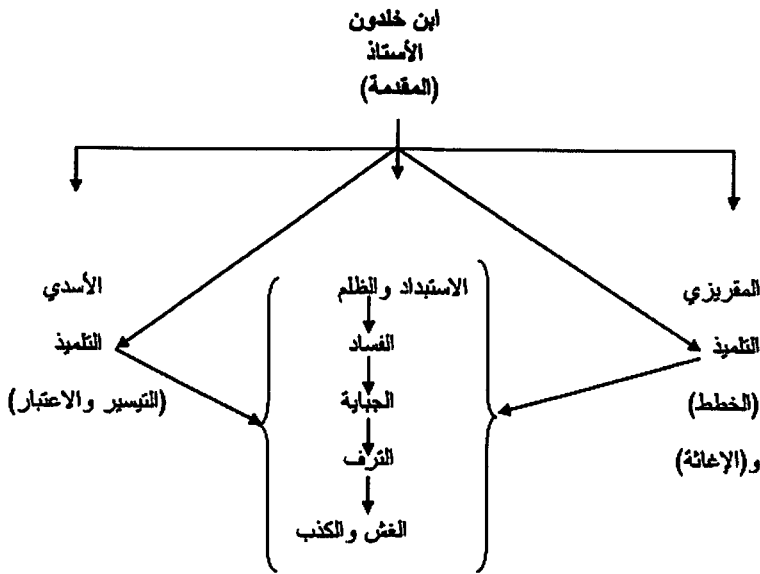 ابن خلدون
الأستاذ
(المقدمة)
المقريزي
التلميذ
(الخطط)
و(الإغاثة)
الاستبداد والظلم
الفساد
الجباية
الترف
الغش والكذب
الأسدي
التلميذ
(التيسير والاعتبار)